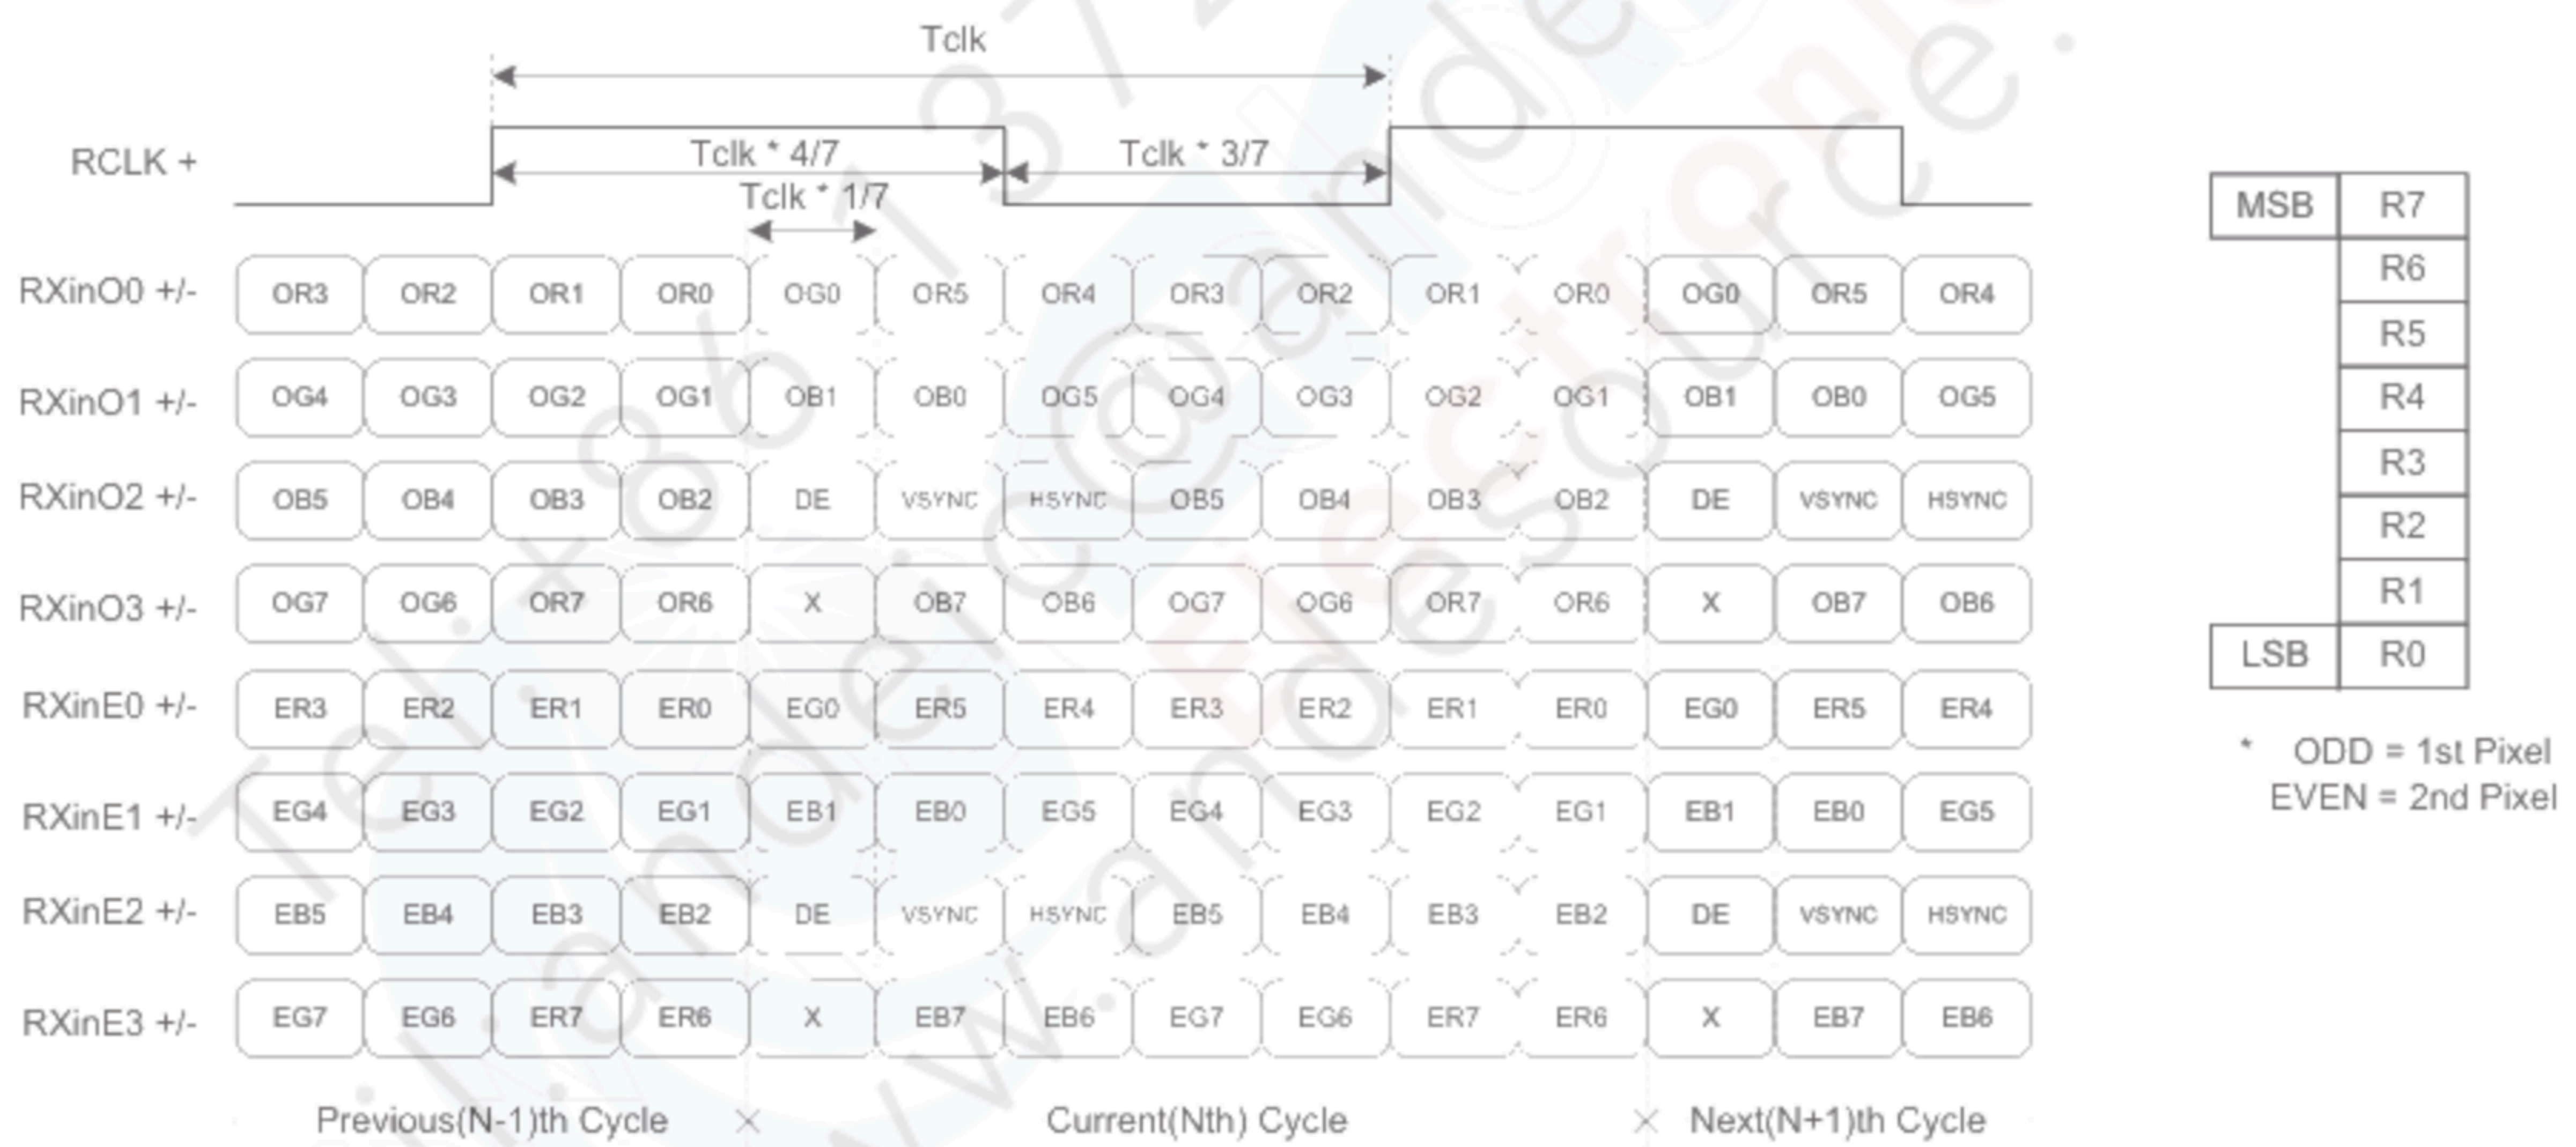 Tclk
RCLK +
Tclk * 4/7
Tclk * 3/7
Tclk * 1/7
RXinO0 +/- OR3 OR2 OR1 OR0 OG0 OR5 OR4 OR3 OR2 OR1 OR0 OG0 OR5 OR4
RXinO1 +/- OG4 OG3 OG2 OG1 OB1 OB0 OG5 OG4 OG3 OG2 OG1 OB1 OB0 OG5
RXinO2 +/- OB5 OB4 OB3 OB2 DE VSYNC HSYNC OB5 OB4 OB3 OB2 DE VSYNC HSYNC
RXinO3 +/- OG7 OG6 OR7 OR6 X OB7 OB6 OG7 OG6 OR7 OR6 X OB7 OB6
RXinE0 +/- ER3 ER2 ER1 ER0 EG0 ER5 ER4 ER3 ER2 ER1 ER0 EG0 ER5 ER4
RXinE1 +/- EG4 EG3 EG2 EG1 EB1 EB0 EG5 EG4 EG3 EG2 EG1 EB1 EB0 EG5
RXinE2 +/- EB5 EB4 EB3 EB2 DE VSYNC HSYNC EB5 EB4 EB3 EB2 DE VSYNC HSYNC
RXinE3 +/- EG7 EG6 ER7 ER6 X EB7 EB6 EG7 EG6 ER7 ER6 X EB7 EB6
Previous(N-1)th Cycle
Current(Nth) Cycle
Next(N+1)th Cycle
MSB R7
R6
R5
R4
R3
R2
R1
LSB R0
* ODD = 1st Pixel
EVEN = 2nd Pixel